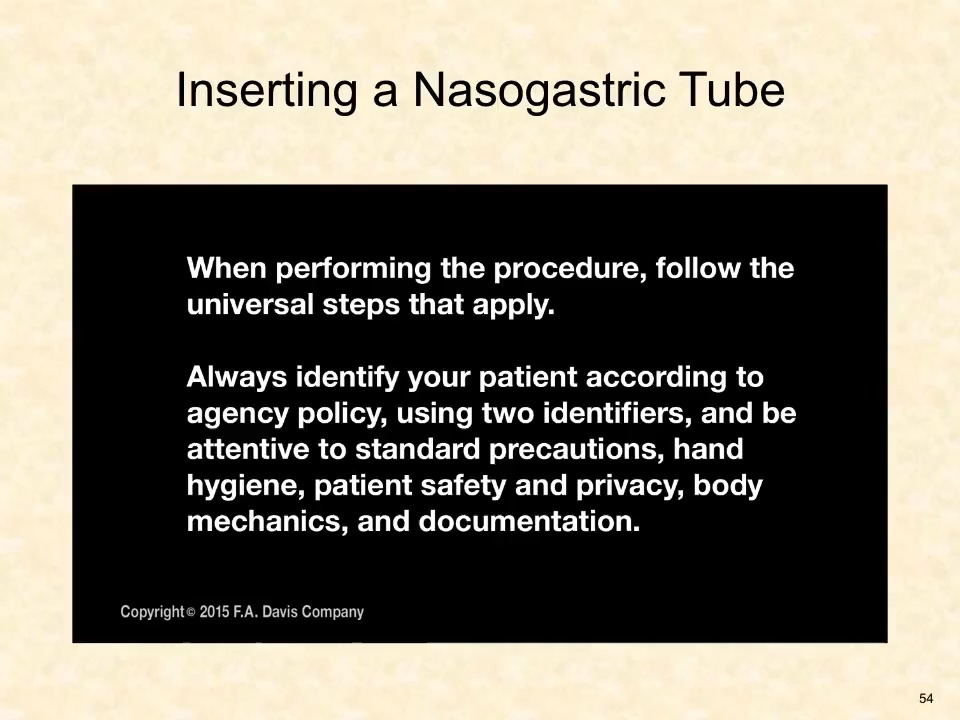 Inserting a Nasogastric Tube
When performing the procedure, follow the
universal steps that apply.
Always identify your patient according to
agency policy, using two identifiers, and be
attentive to standard precautions, hand
hygiene, patient safety and privacy, body
mechanics, and documentation.
Copyright © 2015 F.A. Davis Company
54